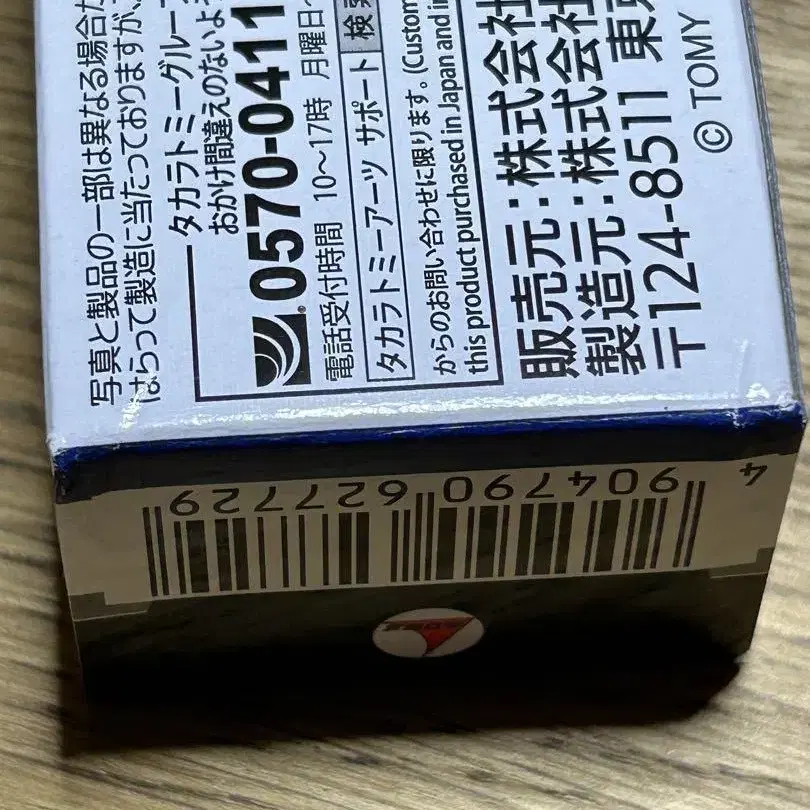 写真と製品の一部は異なる場合が
はらって製造に当たっておりますが、
タカラトミーグルー
おかけ間違えのないよ
0570-0411
電話受付時間 10〜17時 月曜日〜
タカラトミーアーツ サポート 検索
からのお問い合わせに限ります。(Custom
this product purchased in Japan and in
販売元:株式会社
製造元:株式会社
〒124-8511 東京
© TOMY
4 904790 627729